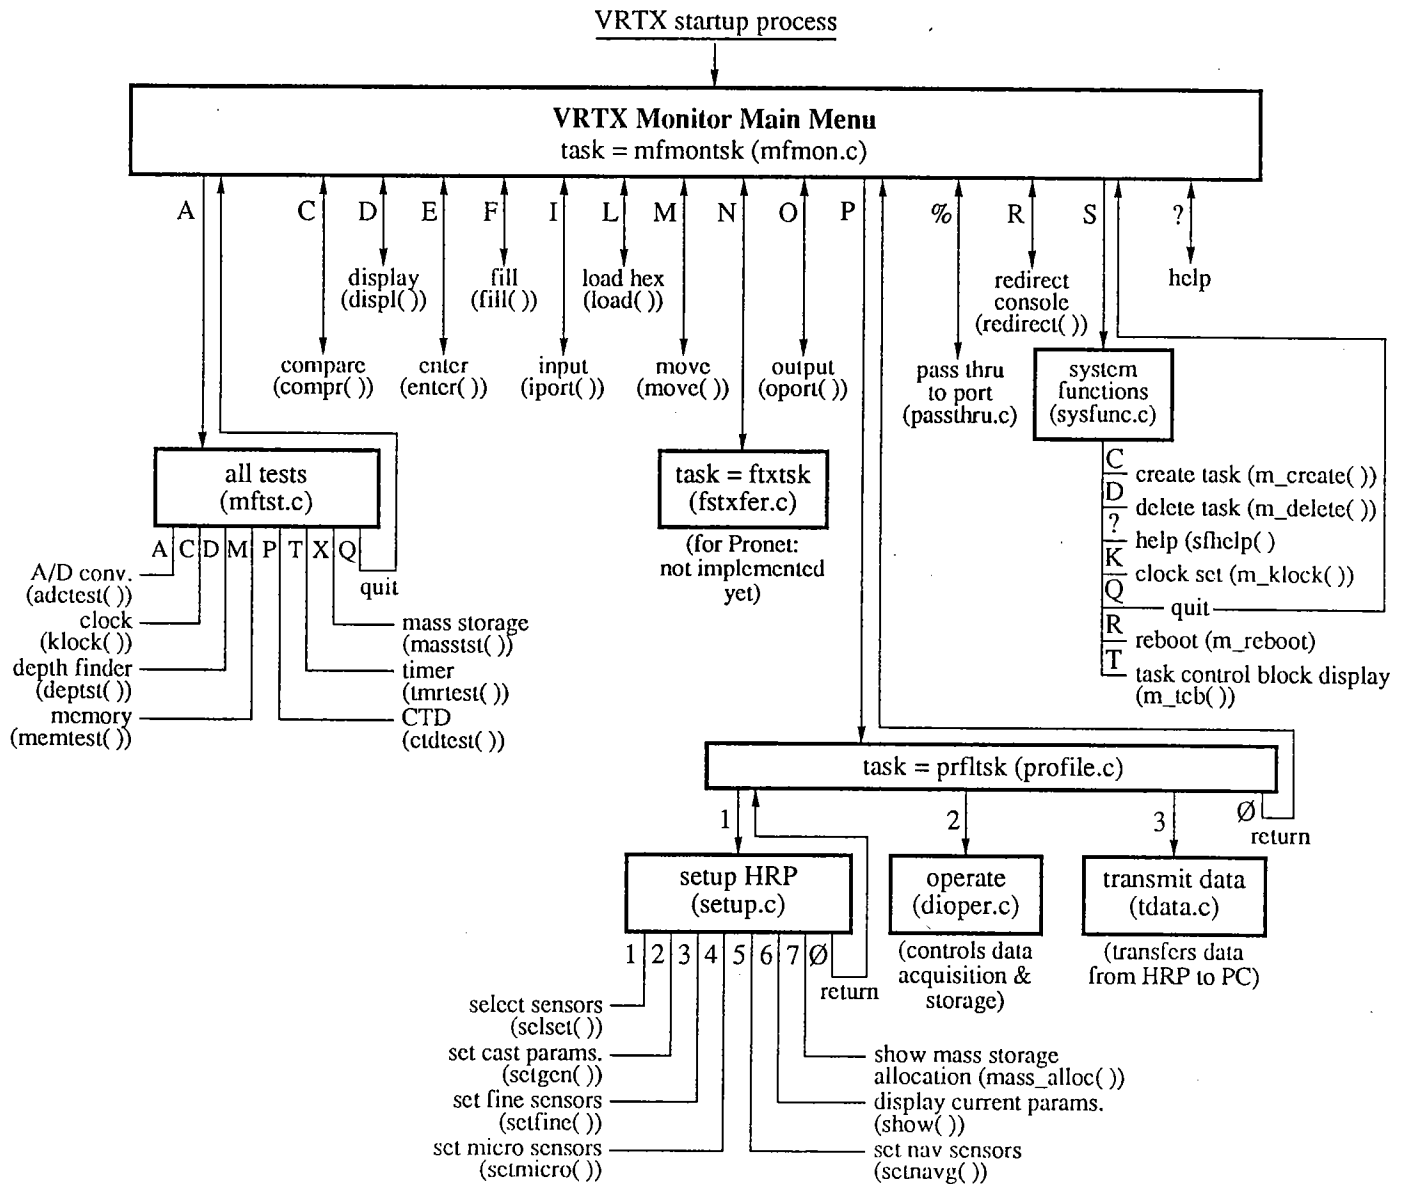 VRTX startup process
VRTX Monitor Main Menu
task = mfmontsk (mfmon.c)
A
C
D
E
F
I
L
M
N
O
P
%
R
S
?
display
(displ( ))
fill
(fill( ))
load hex
(load( ))
redirect
console
(redirect( ))
help
compare
(compr( ))
enter
(enter( ))
input
(iport( ))
move
(move( ))
output
(oport( ))
pass thru
to port
(passthru.c)
system
functions
(sysfunc.c)
C
create task (m_create( ))
D
delete task (m_delete( ))
?
help (sfhelp( )
K
clock set (m_klock( ))
Q
quit
R
reboot (m_reboot)
T
task control block display
(m_tcb( ))
all tests
(mftst.c)
A C D M P T X Q
quit
A/D conv.
(adctest( ))
clock
(klock( ))
depth finder
(deptst( ))
memory
(memtest( ))
mass storage
(masstst( ))
timer
(tmrtest( ))
CTD
(ctdtest( ))
task = ftxtsk
(fstxfer.c)
(for Pronet:
not implemented
yet)
task = prfltsk (profile.c)
1
2
3
Ø
return
setup HRP
(setup.c)
operate
(dioper.c)
transmit data
(tdata.c)
(controls data
acquisition &
storage)
(transfers data
from HRP to PC)
1 2 3 4 5 6 7 Ø
return
select sensors
(selset( ))
set cast params.
(setgen( ))
set fine sensors
(setfine( ))
set micro sensors
(setmicro( ))
show mass storage
allocation (mass_alloc( ))
display current params.
(show( ))
set nav sensors
(setnavg( ))